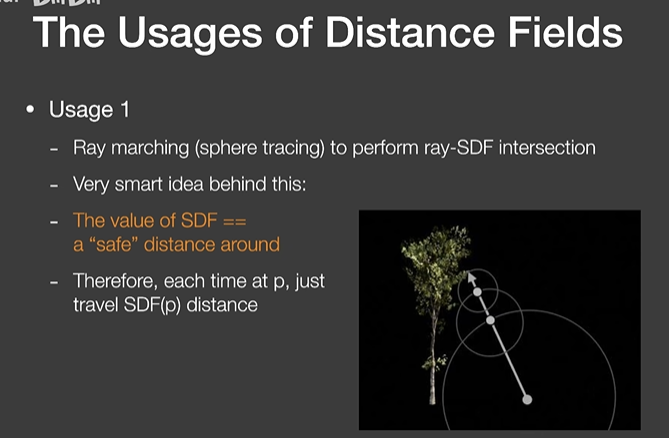 The Usages of Distance Fields
• Usage 1
- Ray marching (sphere tracing) to perform ray-SDF intersection
- Very smart idea behind this:
- The value of SDF ==
a “safe” distance around
- Therefore, each time at p, just
travel SDF(p) distance